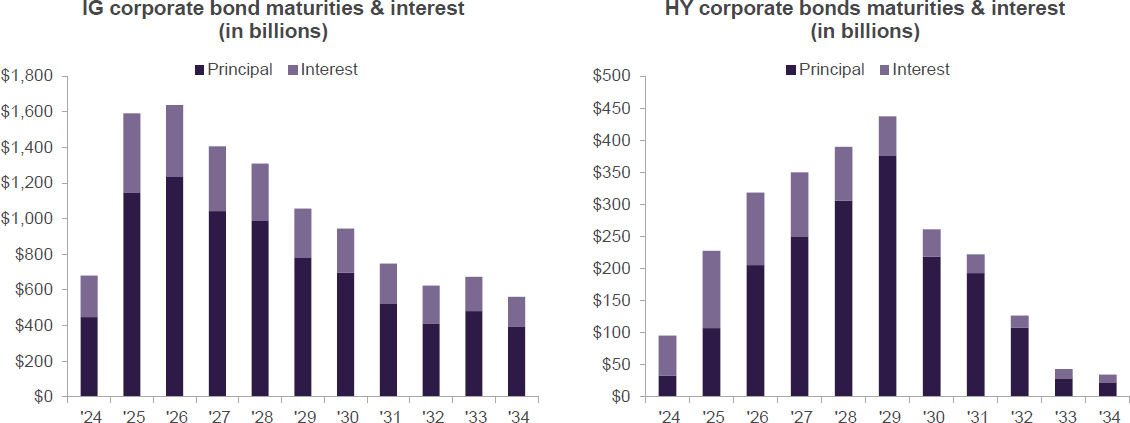 IG corporate bond maturities & interest
(in billions)
Principal Interest
$1,800
$1,600
$1,400
$1,200
$1,000
$800
$600
$400
$200
$0
'24 '25 '26 '27 '28 '29 '30 '31 '32 '33 '34
HY corporate bonds maturities & interest
(in billions)
Principal Interest
$500
$450
$400
$350
$300
$250
$200
$150
$100
$50
$0
'24 '25 '26 '27 '28 '29 '30 '31 '32 '33 '34